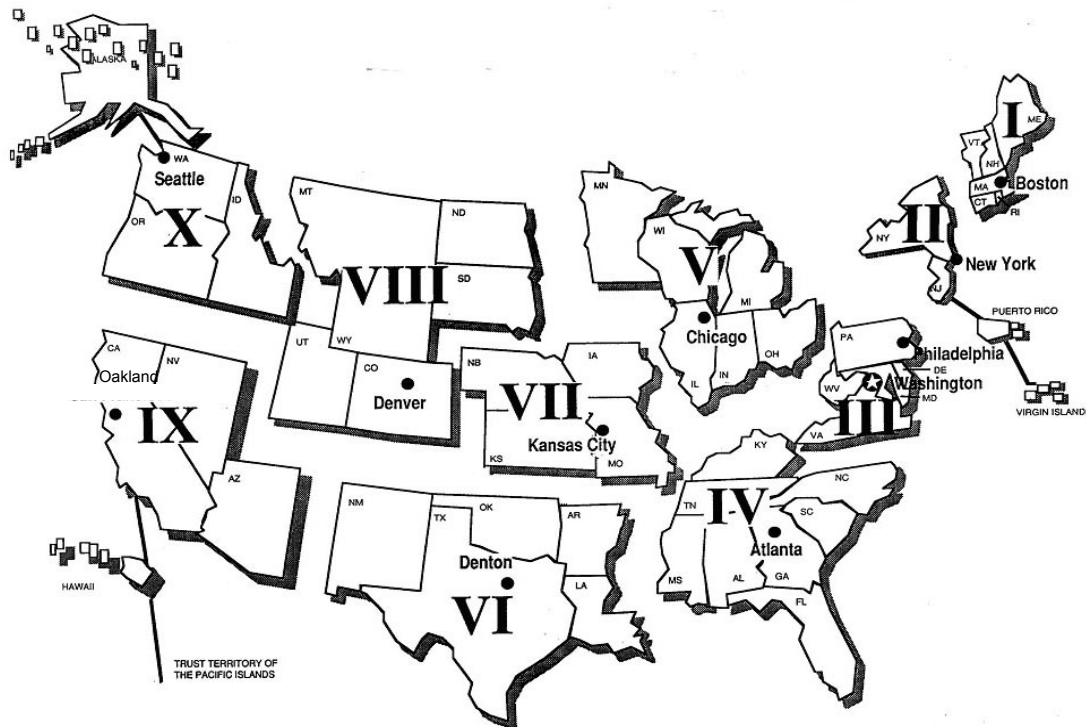 ALASKA
WA
Seattle
OR
X
ID
MT
ND
SD
VIII
WY
UT
CO
Denver
CA
NV
Oakland
IX
AZ
HAWAII
TRUST TERRITORY OF
THE PACIFIC ISLANDS
NB
IA
VII
Kansas City
KS
MO
NM
TX
OK
AR
Denton
LA
VI
MN
WI
V
MI
Chicago
IL
IN
OH
KY
TN
NC
IV
SC
Atlanta
MS
AL
GA
FL
I
ME
VT
NH
MA
Boston
CT
RI
II
NY
New York
NJ
PUERTO RICO
PA
Philadelphia
DE
WV
Washington
MD
III
VA
VIRGIN ISLAND